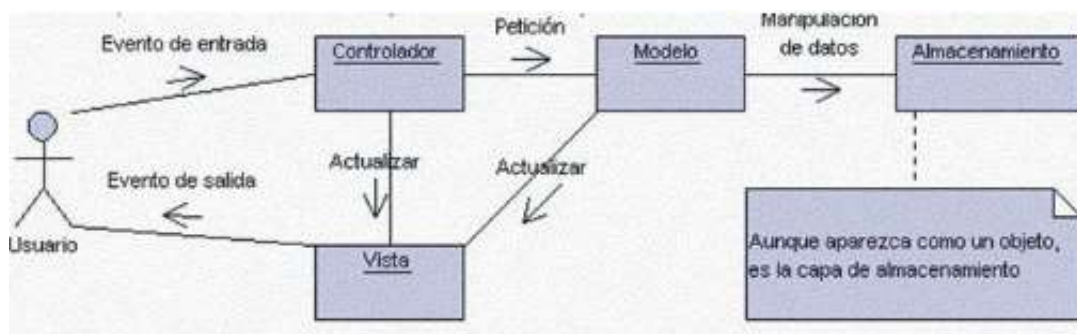 Evento de entrada
Controlador
Petición
Modelo
Manipulacion
de datos
Almacenamiento
Actualizar
Actualizar
Evento de salida
Usuario
Vista
Aunque aparezca como un objeto,
es la capa de almacenamiento